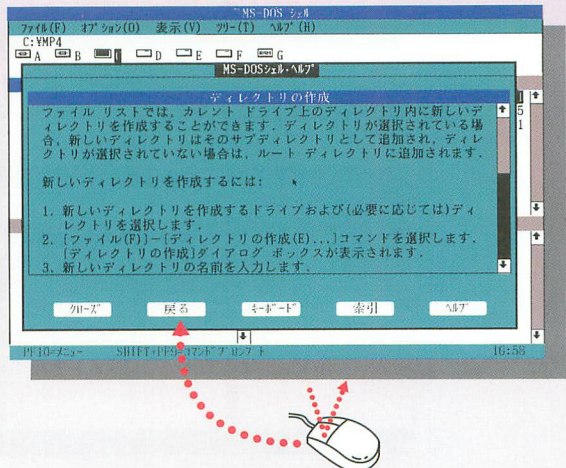 MS-DOS シェル
ファイル(F) オプション(O) 表示(V) ツリー(T) ヘルプ(H)
C:¥MP4
A B D E F G
MS-DOSシェル・ヘルプ
ディレクトリの作成
ファイル リストでは, カレント ドライブ上のディレクトリ内に新しいデ
ィレクトリを作成することができます. ディレクトリが選択されている場
合, 新しいディレクトリはそのサブディレクトリとして追加され, ディレ
クトリが選択されていない場合は, ルート ディレクトリに追加されます.
新しいディレクトリを作成するには:
1. 新しいディレクトリを作成するドライブおよび(必要に応じては)ディ
レクトリを選択します.
2. [ファイル(F)]-[ディレクトリの作成(E)...]コマンドを選択します.
[ディレクトリの作成]ダイアログ ボックスが表示されます.
3. 新しいディレクトリの名前を入力します.
クローズ 戻る キーボード 索引 ヘルプ
PF10=メニュー SHIFT+PF9=コマンド プロンプト 16:58